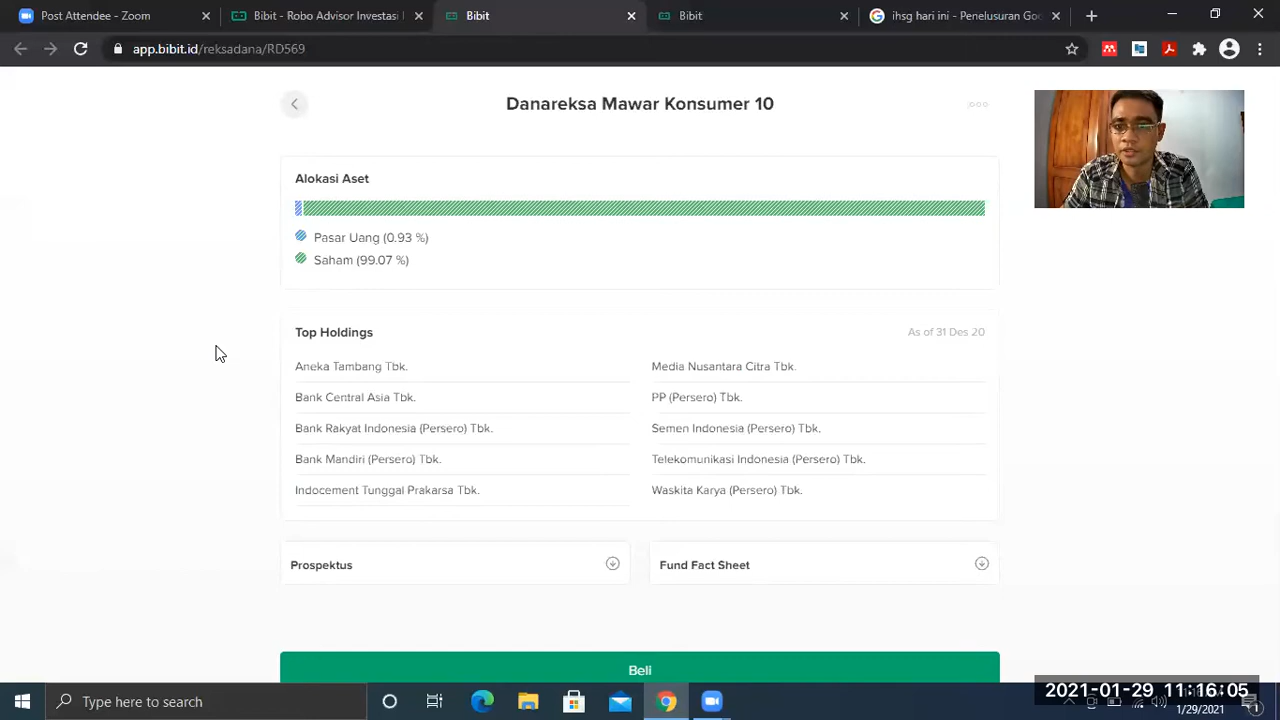 Post Attendee - Zoom
Bibit - Robo Advisor Investasi
Bibit
Bibit
ihsg hari ini - Penelusuran Goo
app.bibit.id/reksadana/RD569
Danareksa Mawar Konsumer 10
Alokasi Aset
Pasar Uang (0.93 %)
Saham (99.07 %)
Top Holdings
As of 31 Des 20
Aneka Tambang Tbk.
Media Nusantara Citra Tbk.
Bank Central Asia Tbk.
PP (Persero) Tbk.
Bank Rakyat Indonesia (Persero) Tbk.
Semen Indonesia (Persero) Tbk.
Bank Mandiri (Persero) Tbk.
Telekomunikasi Indonesia (Persero) Tbk.
Indocement Tunggal Prakarsa Tbk.
Waskita Karya (Persero) Tbk.
Prospektus
Fund Fact Sheet
Beli
Type here to search
2021-01-29 11:16:05
1/29/2021